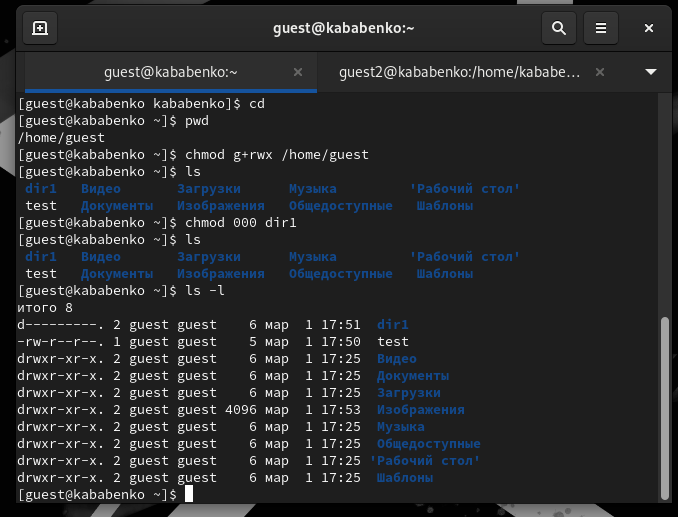 guest@kababenko:~
guest@kababenko:~
guest2@kababenko:/home/kababe...
[guest@kababenko kababenko]$ cd
[guest@kababenko ~]$ pwd
/home/guest
[guest@kababenko ~]$ chmod g+rwx /home/guest
[guest@kababenko ~]$ ls
dir1 Видео Загрузки Музыка 'Рабочий стол'
test Документы Изображения Общедоступные Шаблоны
[guest@kababenko ~]$ chmod 000 dir1
[guest@kababenko ~]$ ls
dir1 Видео Загрузки Музыка 'Рабочий стол'
test Документы Изображения Общедоступные Шаблоны
[guest@kababenko ~]$ ls -l
итого 8
d---------. 2 guest guest 6 мар 1 17:51 dir1
-rw-r--r--. 1 guest guest 5 мар 1 17:50 test
drwxr-xr-x. 2 guest guest 6 мар 1 17:25 Видео
drwxr-xr-x. 2 guest guest 6 мар 1 17:25 Документы
drwxr-xr-x. 2 guest guest 6 мар 1 17:25 Загрузки
drwxr-xr-x. 2 guest guest 4096 мар 1 17:53 Изображения
drwxr-xr-x. 2 guest guest 6 мар 1 17:25 Музыка
drwxr-xr-x. 2 guest guest 6 мар 1 17:25 Общедоступные
drwxr-xr-x. 2 guest guest 6 мар 1 17:25 'Рабочий стол'
drwxr-xr-x. 2 guest guest 6 мар 1 17:25 Шаблоны
[guest@kababenko ~]$